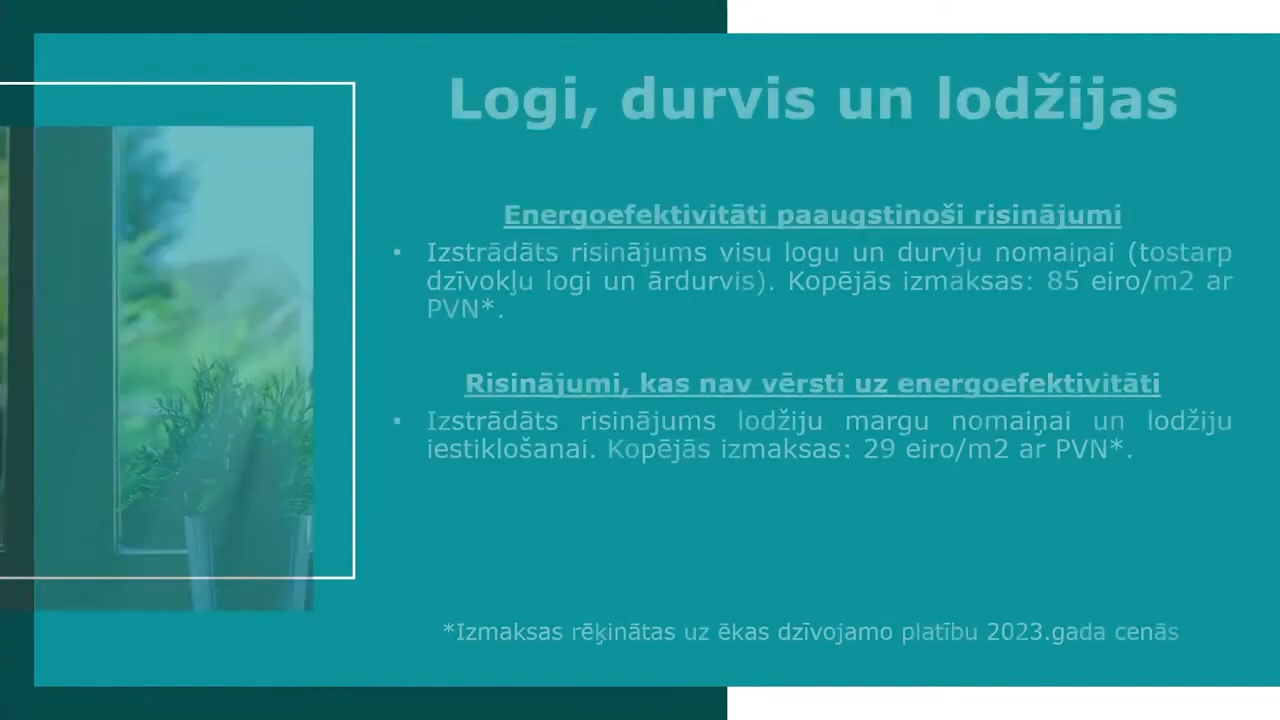 Logi, durvis un lodžijas
Energoefektivitāti paaugstinoši risinājumi
• Izstrādāts risinājums visu logu un durvju nomaiņai (tostarp
dzīvokļu logi un ārdurvis). Kopējās izmaksas: 85 eiro/m2 ar
PVN*.
Risinājumi, kas nav vērsti uz energoefektivitāti
• Izstrādāts risinājums lodžiju margu nomaiņai un lodžiju
iestiklošanai. Kopējās izmaksas: 29 eiro/m2 ar PVN*.
*Izmaksas rēķinātas uz ēkas dzīvojamo platību 2023.gada cenās